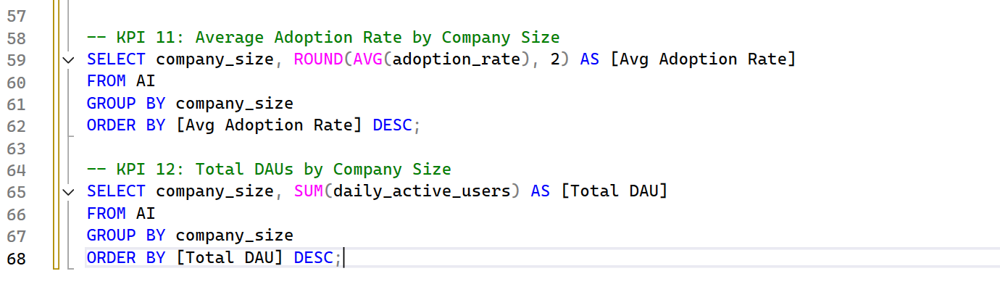 57
58 -- KPI 11: Average Adoption Rate by Company Size
59 SELECT company_size, ROUND(AVG(adoption_rate), 2) AS [Avg Adoption Rate]
60 FROM AI
61 GROUP BY company_size
62 ORDER BY [Avg Adoption Rate] DESC;
63
64 -- KPI 12: Total DAUs by Company Size
65 SELECT company_size, SUM(daily_active_users) AS [Total DAU]
66 FROM AI
67 GROUP BY company_size
68 ORDER BY [Total DAU] DESC;